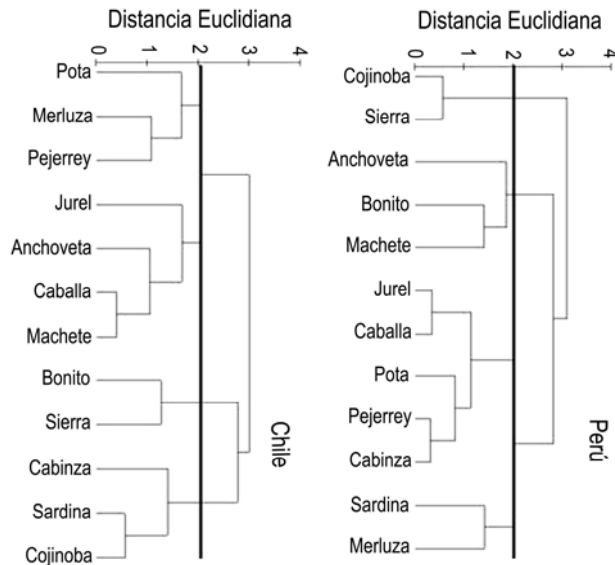 Distancia Euclidiana
0 1 2 3 4
Pota
Merluza
Pejerrey
Jurel
Anchoveta
Caballa
Machete
Bonito
Sierra
Cabinza
Sardina
Cojinoba
Chile
Distancia Euclidiana
0 1 2 3 4
Cojinoba
Sierra
Anchoveta
Bonito
Machete
Jurel
Caballa
Pota
Pejerrey
Cabinza
Sardina
Merluza
Perú